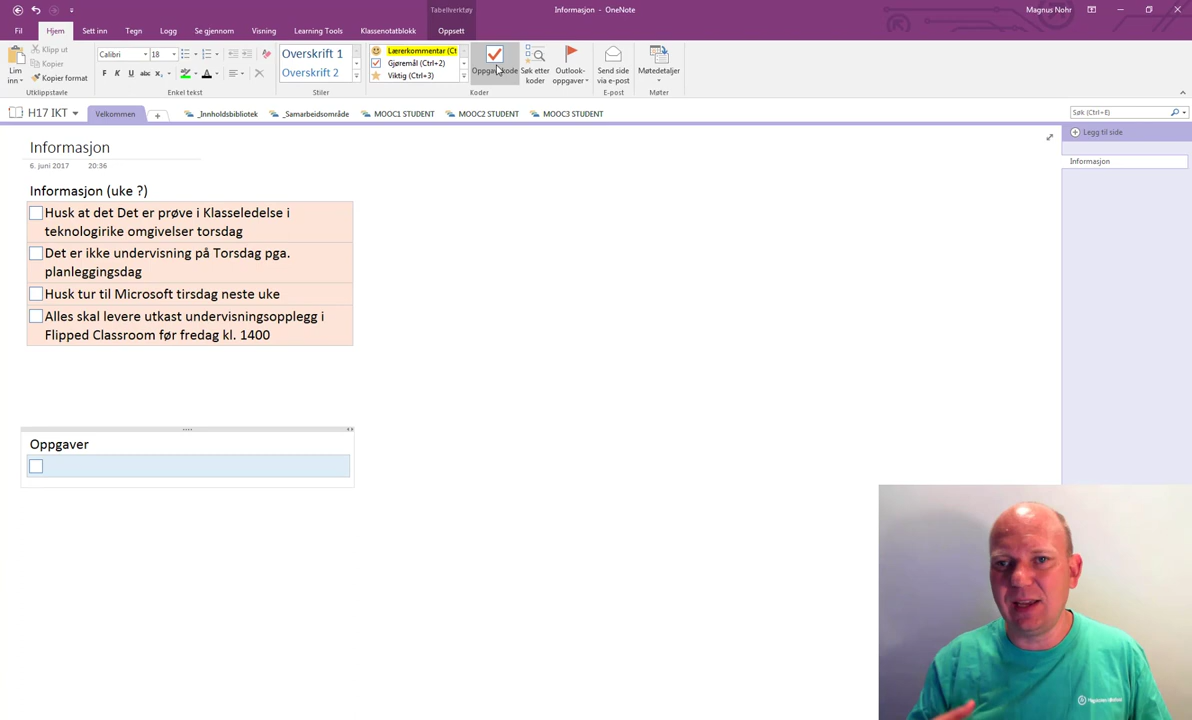 Tabellverktøy
Informasjon - OneNote
Magnus Nohr
Fil
Hjem
Sett inn
Tegn
Logg
Se gjennom
Visning
Learning Tools
Klassenotatblokk
Oppsett
Lim inn
Klipp ut
Kopier
Kopier format
Utklippstavle
Calibri
18
F K U abc x₂
A
Enkel tekst
Overskrift 1
Overskrift 2
Stiler
Lærerkommentar (Ct
Gjøremål (Ctrl+2)
Viktig (Ctrl+3)
Oppgavekode
Søk etter koder
Outlook-oppgaver
Koder
Send side via e-post
E-post
Møtedetaljer
Møter
H17 IKT
Velkommen
_Innholdsbibliotek
_Samarbeidsområde
MOOC1 STUDENT
MOOC2 STUDENT
MOOC3 STUDENT
Søk (Ctrl+E)
Legg til side
Informasjon
Informasjon
6. juni 2017 20:36
Informasjon (uke ?)
Husk at det Det er prøve i Klasseledelse i
teknologirike omgivelser torsdag
Det er ikke undervisning på Torsdag pga.
planleggingsdag
Husk tur til Microsoft tirsdag neste uke
Alles skal levere utkast undervisningsopplegg i
Flipped Classroom før fredag kl. 1400
Oppgaver